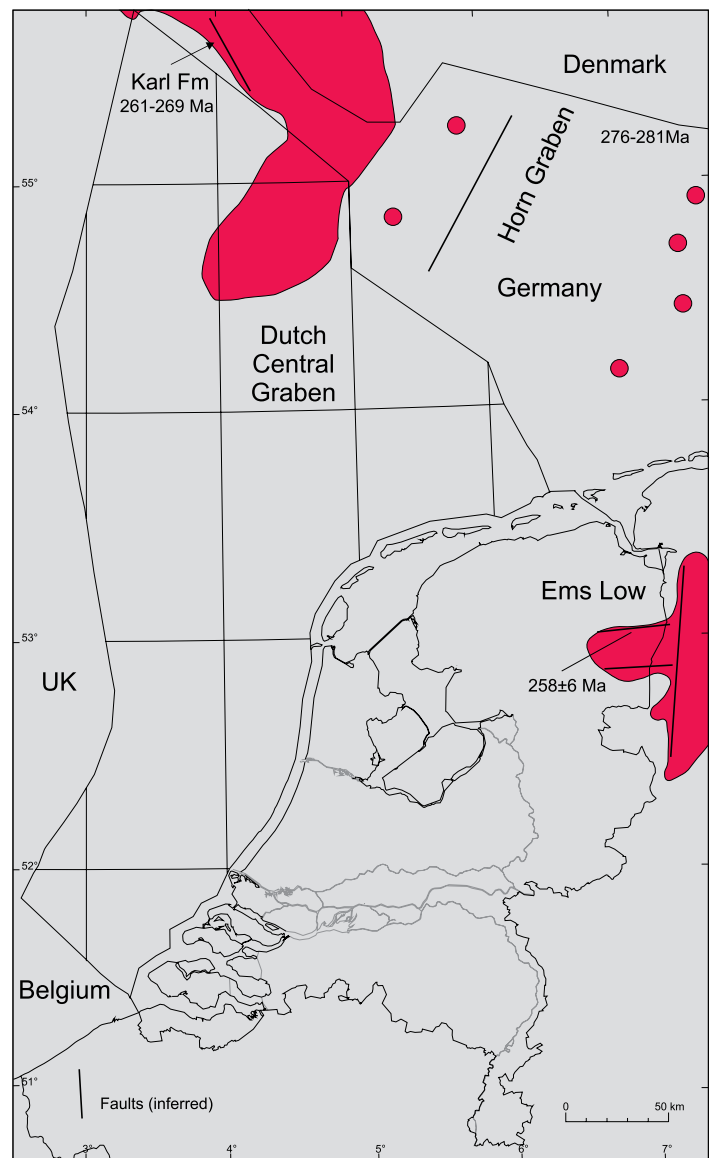 Denmark
Karl Fm
261-269 Ma
Horn Graben
276-281Ma
55°
Germany
Dutch
Central
Graben
54°
Ems Low
53°
258±6 Ma
UK
52°
Belgium
51°
Faults (inferred)
0
50 km
3°
4°
5°
6°
7°